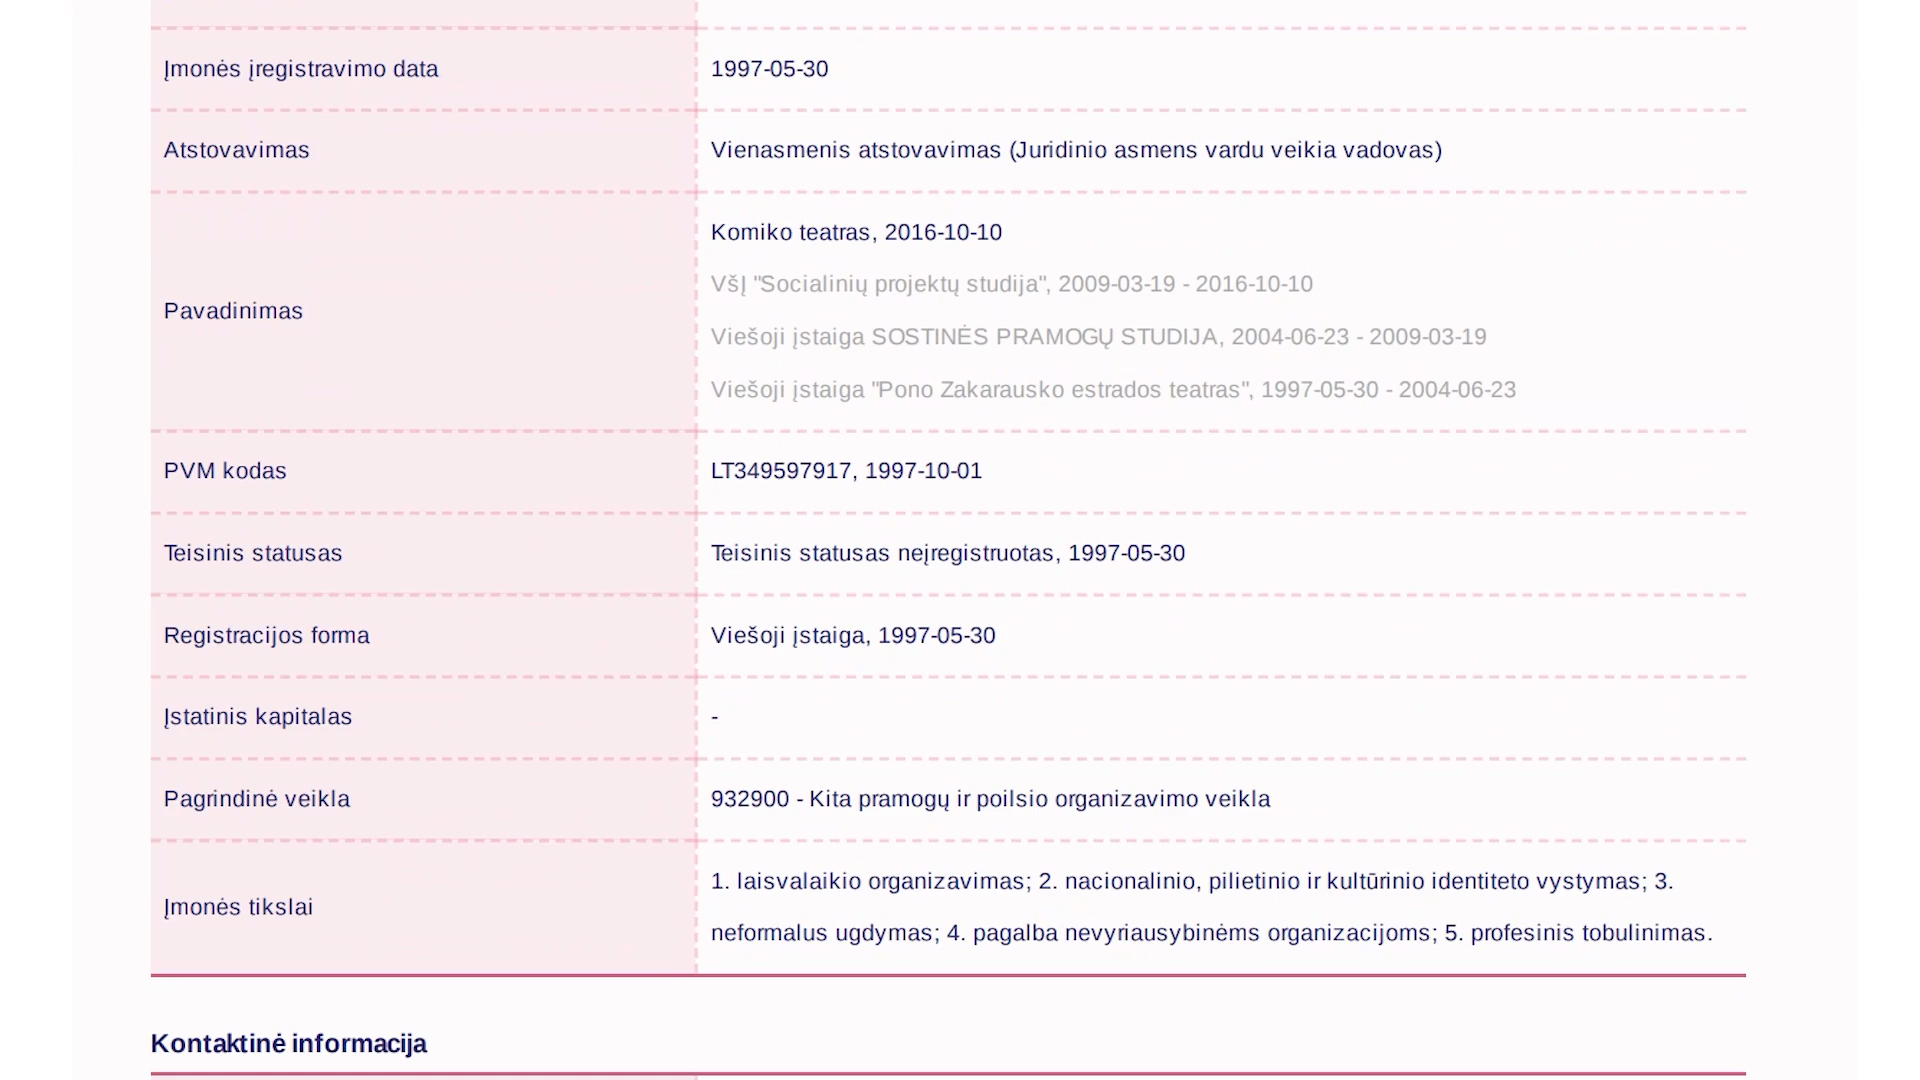 Įmonės įregistravimo data
1997-05-30
Atstovavimas
Vienasmenis atstovavimas (Juridinio asmens vardu veikia vadovas)
Pavadinimas
Komiko teatras, 2016-10-10
VšĮ "Socialinių projektų studija", 2009-03-19 - 2016-10-10
Viešoji įstaiga SOSTINĖS PRAMOGŲ STUDIJA, 2004-06-23 - 2009-03-19
Viešoji įstaiga "Pono Zakarausko estrados teatras", 1997-05-30 - 2004-06-23
PVM kodas
LT349597917, 1997-10-01
Teisinis statusas
Teisinis statusas neįregistruotas, 1997-05-30
Registracijos forma
Viešoji įstaiga, 1997-05-30
Įstatinis kapitalas
-
Pagrindinė veikla
932900 - Kita pramogų ir poilsio organizavimo veikla
Įmonės tikslai
1. laisvalaikio organizavimas; 2. nacionalinio, pilietinio ir kultūrinio identiteto vystymas; 3.
neformalus ugdymas; 4. pagalba nevyriausybinėms organizacijoms; 5. profesinis tobulinimas.
Kontaktinė informacija